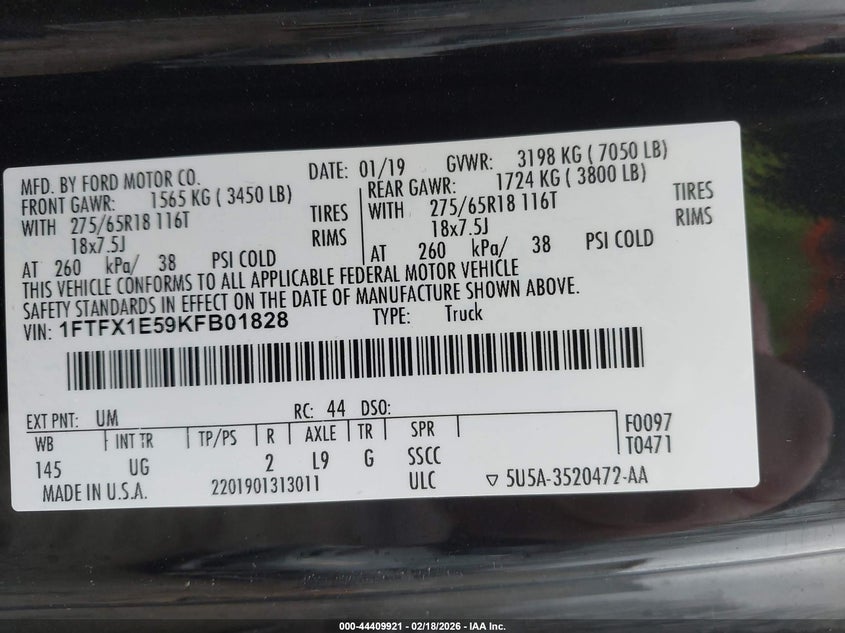 MFD. BY FORD MOTOR CO. DATE: 01/19 GVWR: 3198 KG ( 7050 LB)
FRONT GAWR: 1565 KG ( 3450 LB) REAR GAWR: 1724 KG ( 3800 LB)
WITH 275/65R18 116T TIRES WITH 275/65R18 116T TIRES
18x7.5J RIMS 18x7.5J RIMS
AT 260 kPa/ 38 PSI COLD AT 260 kPa/ 38 PSI COLD
THIS VEHICLE CONFORMS TO ALL APPLICABLE FEDERAL MOTOR VEHICLE
SAFETY STANDARDS IN EFFECT ON THE DATE OF MANUFACTURE SHOWN ABOVE.
VIN: 1FTFX1E59KFB01828 TYPE: Truck
EXT PNT: UM RC: 44 DSO:
WB INT TR TP/PS R AXLE TR SPR F0097
145 UG 2 L9 G SSCC T0471
MADE IN U.S.A. 2201901313011 ULC ▽ 5U5A-3520472-AA
000-44409921 - 02/18/2026 - IAA Inc.